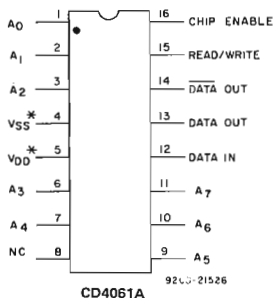 A0 1 16 CHIP ENABLE
A1 2 15 READ/WRITE
A2 3 14 DATA OUT
VSS* 4 13 DATA OUT
VDD* 5 12 DATA IN
A3 6 11 A7
A4 7 10 A6
NC 8 9 A5
CD4061A